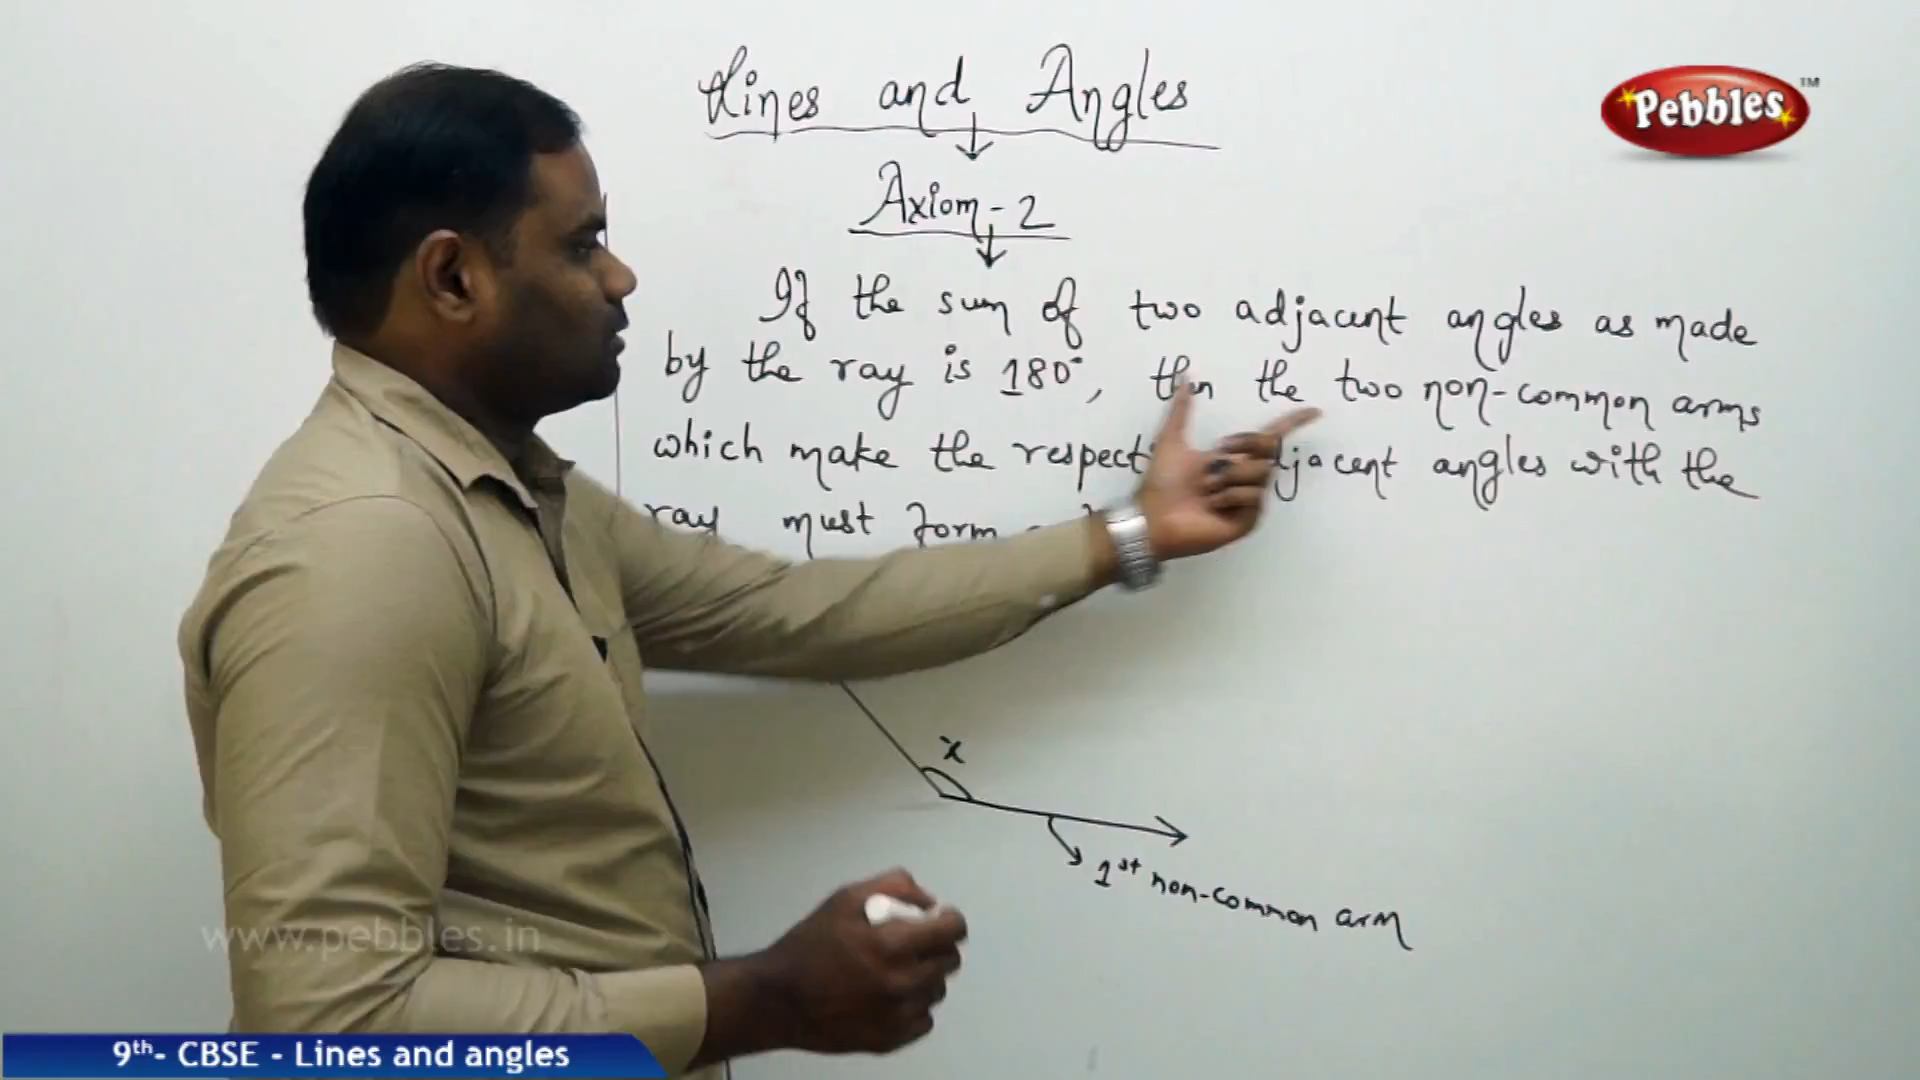 Lines and Angles
Pebbles™
Axiom-2
If the sum of two adjacent angles as made
by the ray is 180°, then the two non-common arms
which make the adjacent angles with the
ray must form
x
1st non-common arm
www.pebbles.in
9th- CBSE - Lines and angles